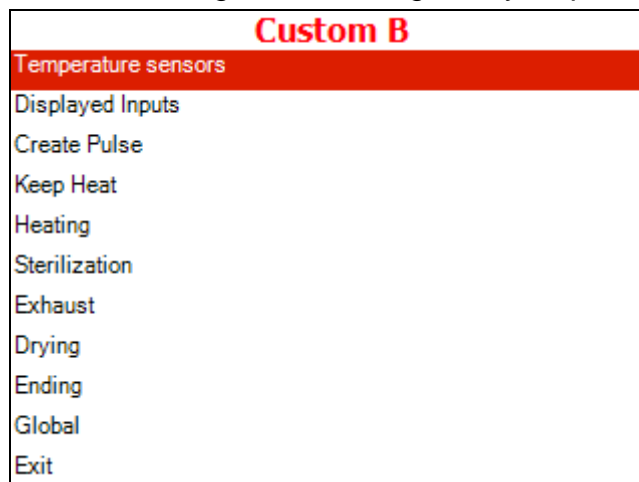 Custom B
Temperature sensors
Displayed Inputs
Create Pulse
Keep Heat
Heating
Sterilization
Exhaust
Drying
Ending
Global
Exit